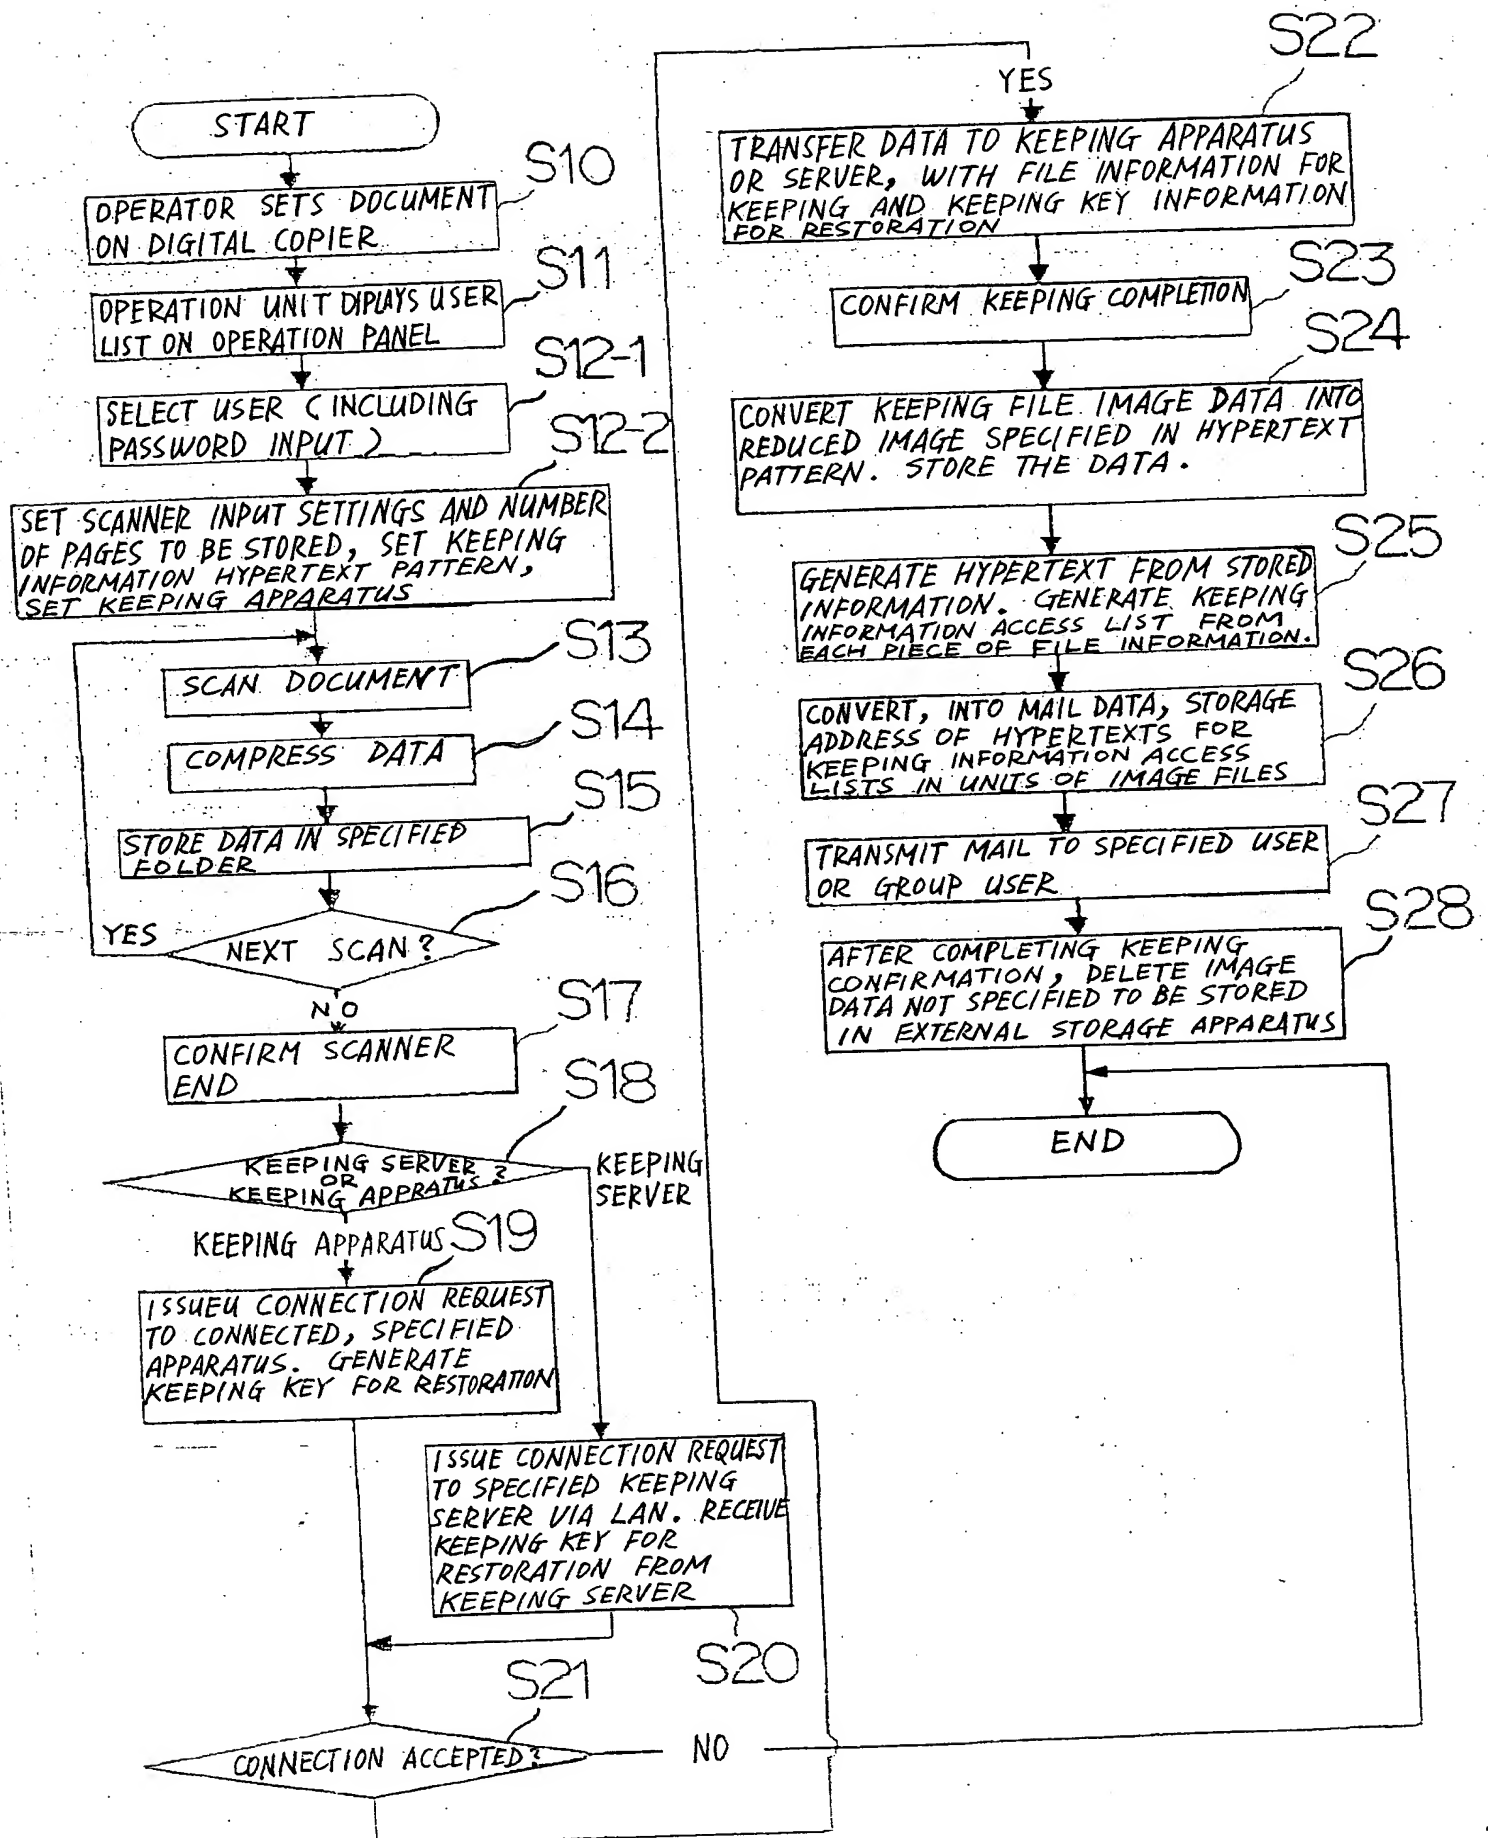 START
S10
OPERATOR SETS DOCUMENT
ON DIGITAL COPIER
S11
OPERATION UNIT DIPLAYS USER
LIST ON OPERATION PANEL
S12-1
SELECT USER (INCLUDING
PASSWORD INPUT)
S12-2
SET SCANNER INPUT SETTINGS AND NUMBER
OF PAGES TO BE STORED, SET KEEPING
INFORMATION HYPERTEXT PATTERN,
SET KEEPING APPARATUS
S13
SCAN DOCUMENT
S14
COMPRESS DATA
S15
STORE DATA IN SPECIFIED
FOLDER
S16
YES
NEXT SCAN?
NO
S17
CONFIRM SCANNER
END
S18
KEEPING SERVER
OR
KEEPING APPRATUS?
KEEPING
SERVER
KEEPING APPARATUS
S19
ISSUEU CONNECTION REQUEST
TO CONNECTED, SPECIFIED
APPARATUS. GENERATE
KEEPING KEY FOR RESTORATION
ISSUE CONNECTION REQUEST
TO SPECIFIED KEEPING
SERVER VIA LAN. RECEIVE
KEEPING KEY FOR
RESTORATION FROM
KEEPING SERVER
S20
S21
CONNECTION ACCEPTED?
NO
YES
S22
TRANSFER DATA TO KEEPING APPARATUS
OR SERVER, WITH FILE INFORMATION FOR
KEEPING AND KEEPING KEY INFORMATION
FOR RESTORATION
S23
CONFIRM KEEPING COMPLETION
S24
CONVERT KEEPING FILE IMAGE DATA INTO
REDUCED IMAGE SPECIFIED IN HYPERTEXT
PATTERN. STORE THE DATA.
S25
GENERATE HYPERTEXT FROM STORED
INFORMATION. GENERATE KEEPING
INFORMATION ACCESS LIST FROM
EACH PIECE OF FILE INFORMATION.
S26
CONVERT, INTO MAIL DATA, STORAGE
ADDRESS OF HYPERTEXTS FOR
KEEPING INFORMATION ACCESS
LISTS IN UNITS OF IMAGE FILES
S27
TRANSMIT MAIL TO SPECIFIED USER
OR GROUP USER
S28
AFTER COMPLETING KEEPING
CONFIRMATION, DELETE IMAGE
DATA NOT SPECIFIED TO BE STORED
IN EXTERNAL STORAGE APPARATUS
END